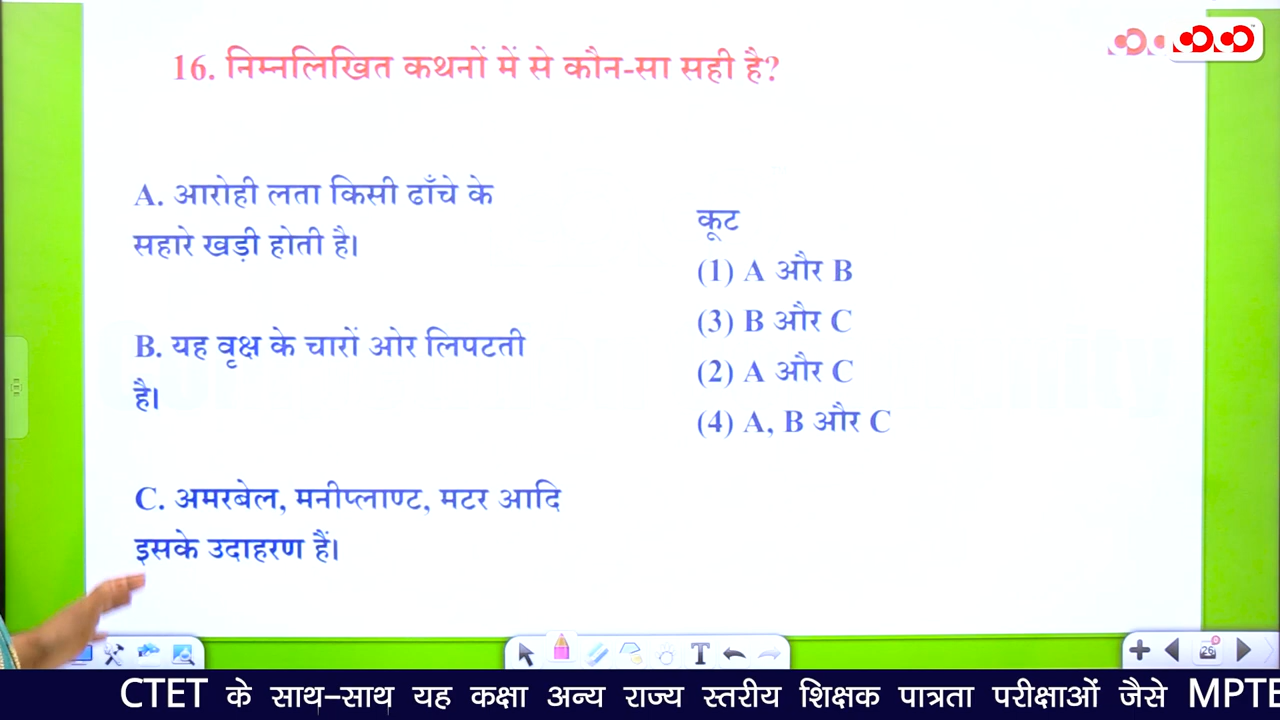 16. निम्नलिखित कथनों में से कौन-सा सही है?
A. आरोही लता किसी ढाँचे के
सहारे खड़ी होती है।
B. यह वृक्ष के चारों ओर लिपटती
है।
C. अमरबेल, मनीप्लाण्ट, मटर आदि
इसके उदाहरण हैं।
कूट
(1) A और B
(3) B और C
(2) A और C
(4) A, B और C
T
26
CTET के साथ-साथ यह कक्षा अन्य राज्य स्तरीय शिक्षक पात्रता परीक्षाओं जैसे MPTE